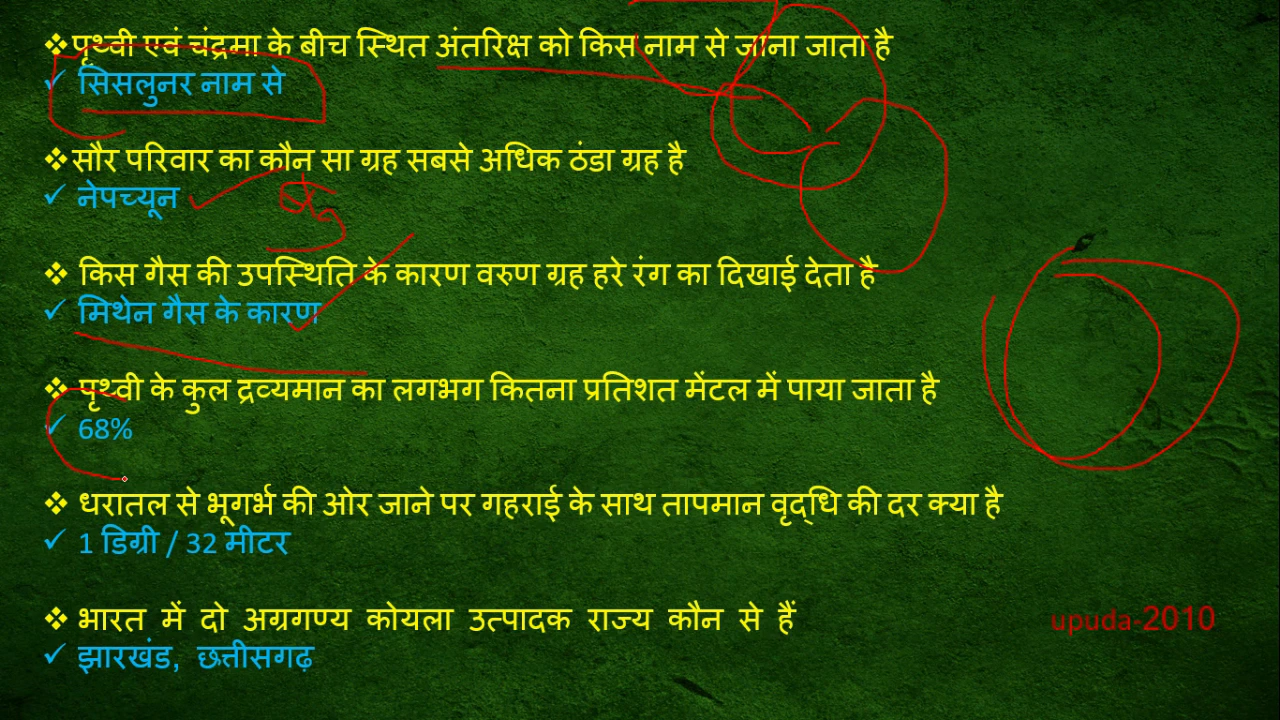 ❖पृथ्वी एवं चंद्रमा के बीच स्थित अंतरिक्ष को किस नाम से जाना जाता है
✓ सिसलुनर नाम से
❖सौर परिवार का कौन सा ग्रह सबसे अधिक ठंडा ग्रह है
✓ नेपच्यून
❖ किस गैस की उपस्थिति के कारण वरुण ग्रह हरे रंग का दिखाई देता है
✓ मिथेन गैस के कारण
❖ पृथ्वी के कुल द्रव्यमान का लगभग कितना प्रतिशत मेंटल में पाया जाता है
✓ 68%
❖ धरातल से भूगर्भ की ओर जाने पर गहराई के साथ तापमान वृद्धि की दर क्या है
✓ 1 डिग्री / 32 मीटर
❖ भारत में दो अग्रगण्य कोयला उत्पादक राज्य कौन से हैं upuda-2010
✓ झारखंड, छत्तीसगढ़